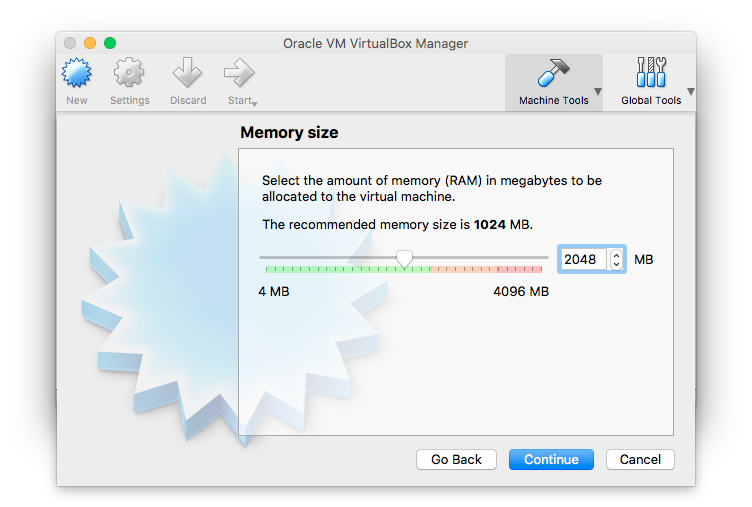 Oracle VM VirtualBox Manager
New
Settings
Discard
Start
Machine Tools
Global Tools
Memory size
Select the amount of memory (RAM) in megabytes to be
allocated to the virtual machine.
The recommended memory size is 1024 MB.
2048 MB
4 MB
4096 MB
Go Back
Continue
Cancel